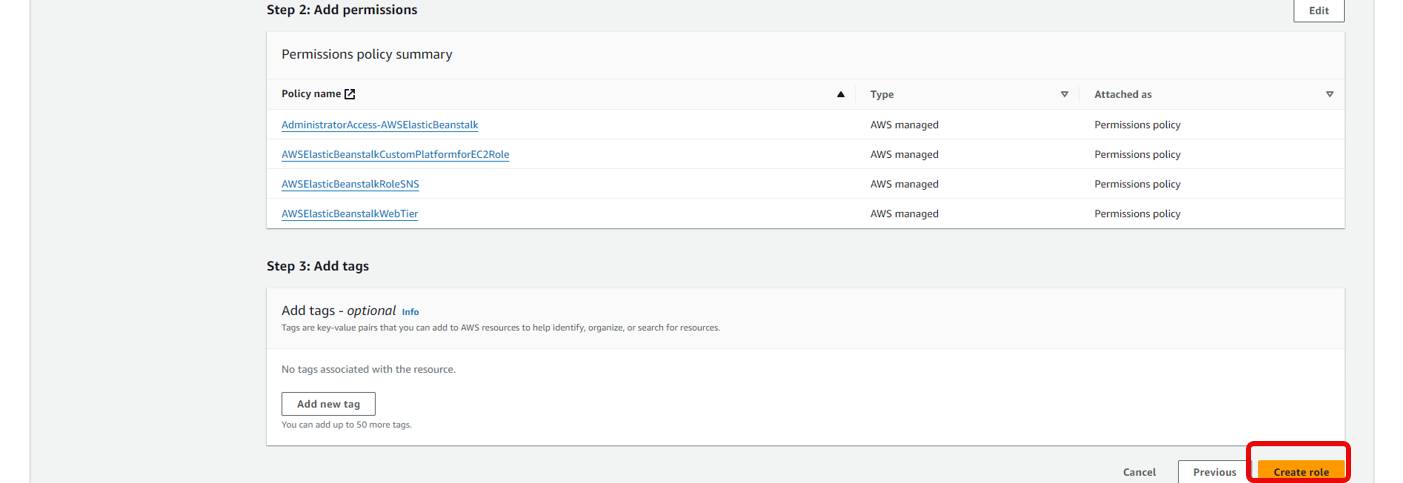 Step 2: Add permissions
Edit
Permissions policy summary
Policy name Type Attached as
AdministratorAccess-AWSElasticBeanstalk AWS managed Permissions policy
AWSElasticBeanstalkCustomPlatformforEC2Role AWS managed Permissions policy
AWSElasticBeanstalkRoleSNS AWS managed Permissions policy
AWSElasticBeanstalkWebTier AWS managed Permissions policy
Step 3: Add tags
Add tags - optional Info
Tags are key-value pairs that you can add to AWS resources to help identify, organize, or search for resources.
No tags associated with the resource.
Add new tag
You can add up to 50 more tags.
Cancel Previous Create role